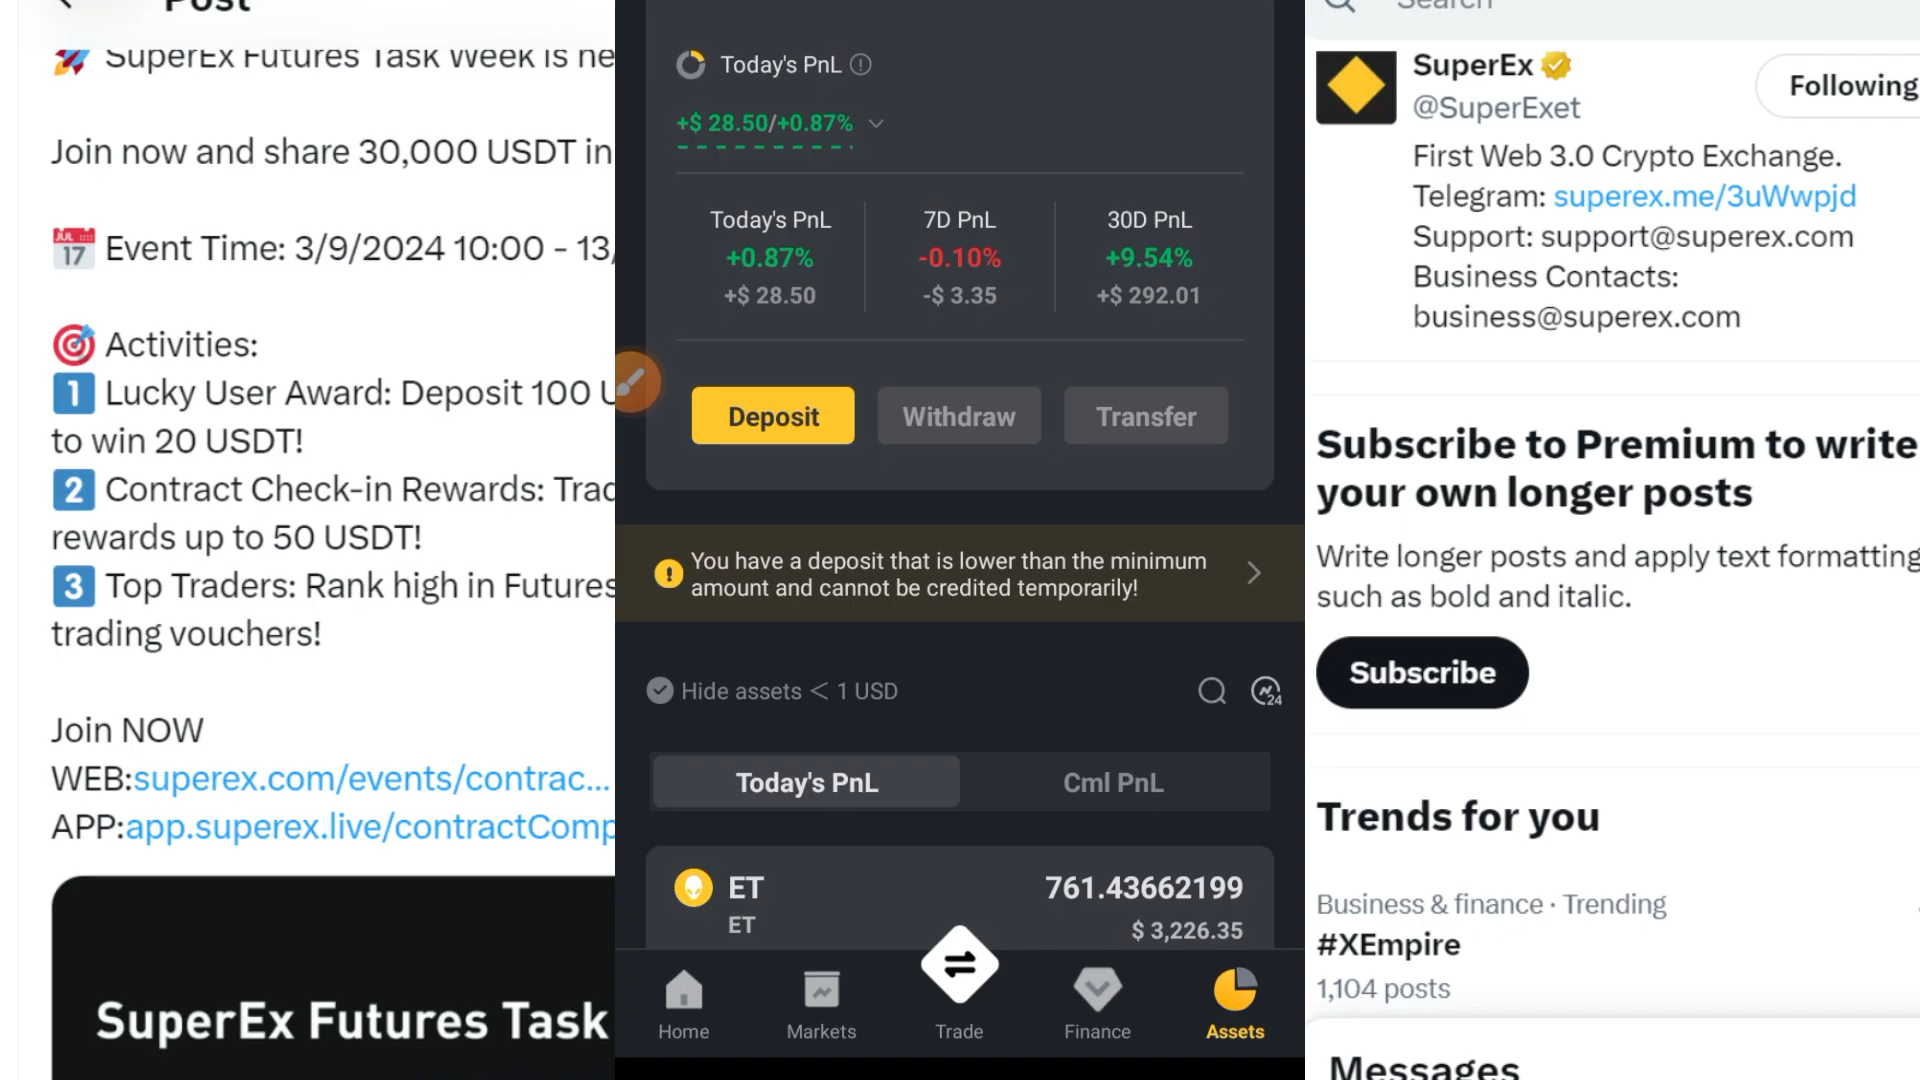 Post
🚀 SuperEx Futures Task Week is he
Join now and share 30,000 USDT in
JUL 17 Event Time: 3/9/2024 10:00 - 13/
🎯 Activities:
1 Lucky User Award: Deposit 100 U
to win 20 USDT!
2 Contract Check-in Rewards: Trad
rewards up to 50 USDT!
3 Top Traders: Rank high in Futures
trading vouchers!
Join NOW
WEB:superex.com/events/contrac...
APP:app.superex.live/contractComp
SuperEx Futures Task
Today's PnL
+$ 28.50/+0.87%
Today's PnL 7D PnL 30D PnL
+0.87% -0.10% +9.54%
+$ 28.50 -$ 3.35 +$ 292.01
Deposit Withdraw Transfer
You have a deposit that is lower than the minimum
amount and cannot be credited temporarily!
Hide assets < 1 USD
24
Today's PnL Cml PnL
ET 761.43662199
ET $ 3,226.35
Home Markets Trade Finance Assets
Search
SuperEx
@SuperExet
Following
First Web 3.0 Crypto Exchange.
Telegram: superex.me/3uWwpjd
Support: support@superex.com
Business Contacts:
business@superex.com
Subscribe to Premium to write
your own longer posts
Write longer posts and apply text formatting
such as bold and italic.
Subscribe
Trends for you
Business & finance · Trending
#XEmpire
1,104 posts
Messages